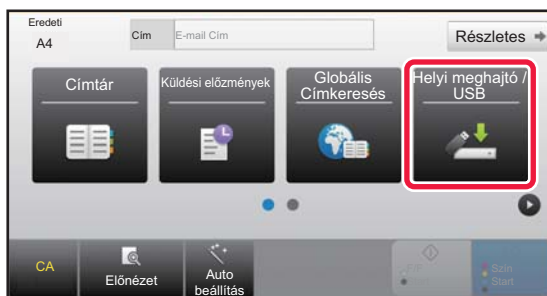 Eredeti
A4
Cím
E-mail Cím
Részletes
Címtár
Küldési előzmények
Globális
Címkeresés
Helyi meghajtó /
USB
CA
Előnézet
Auto
beállítás
Szín
Start